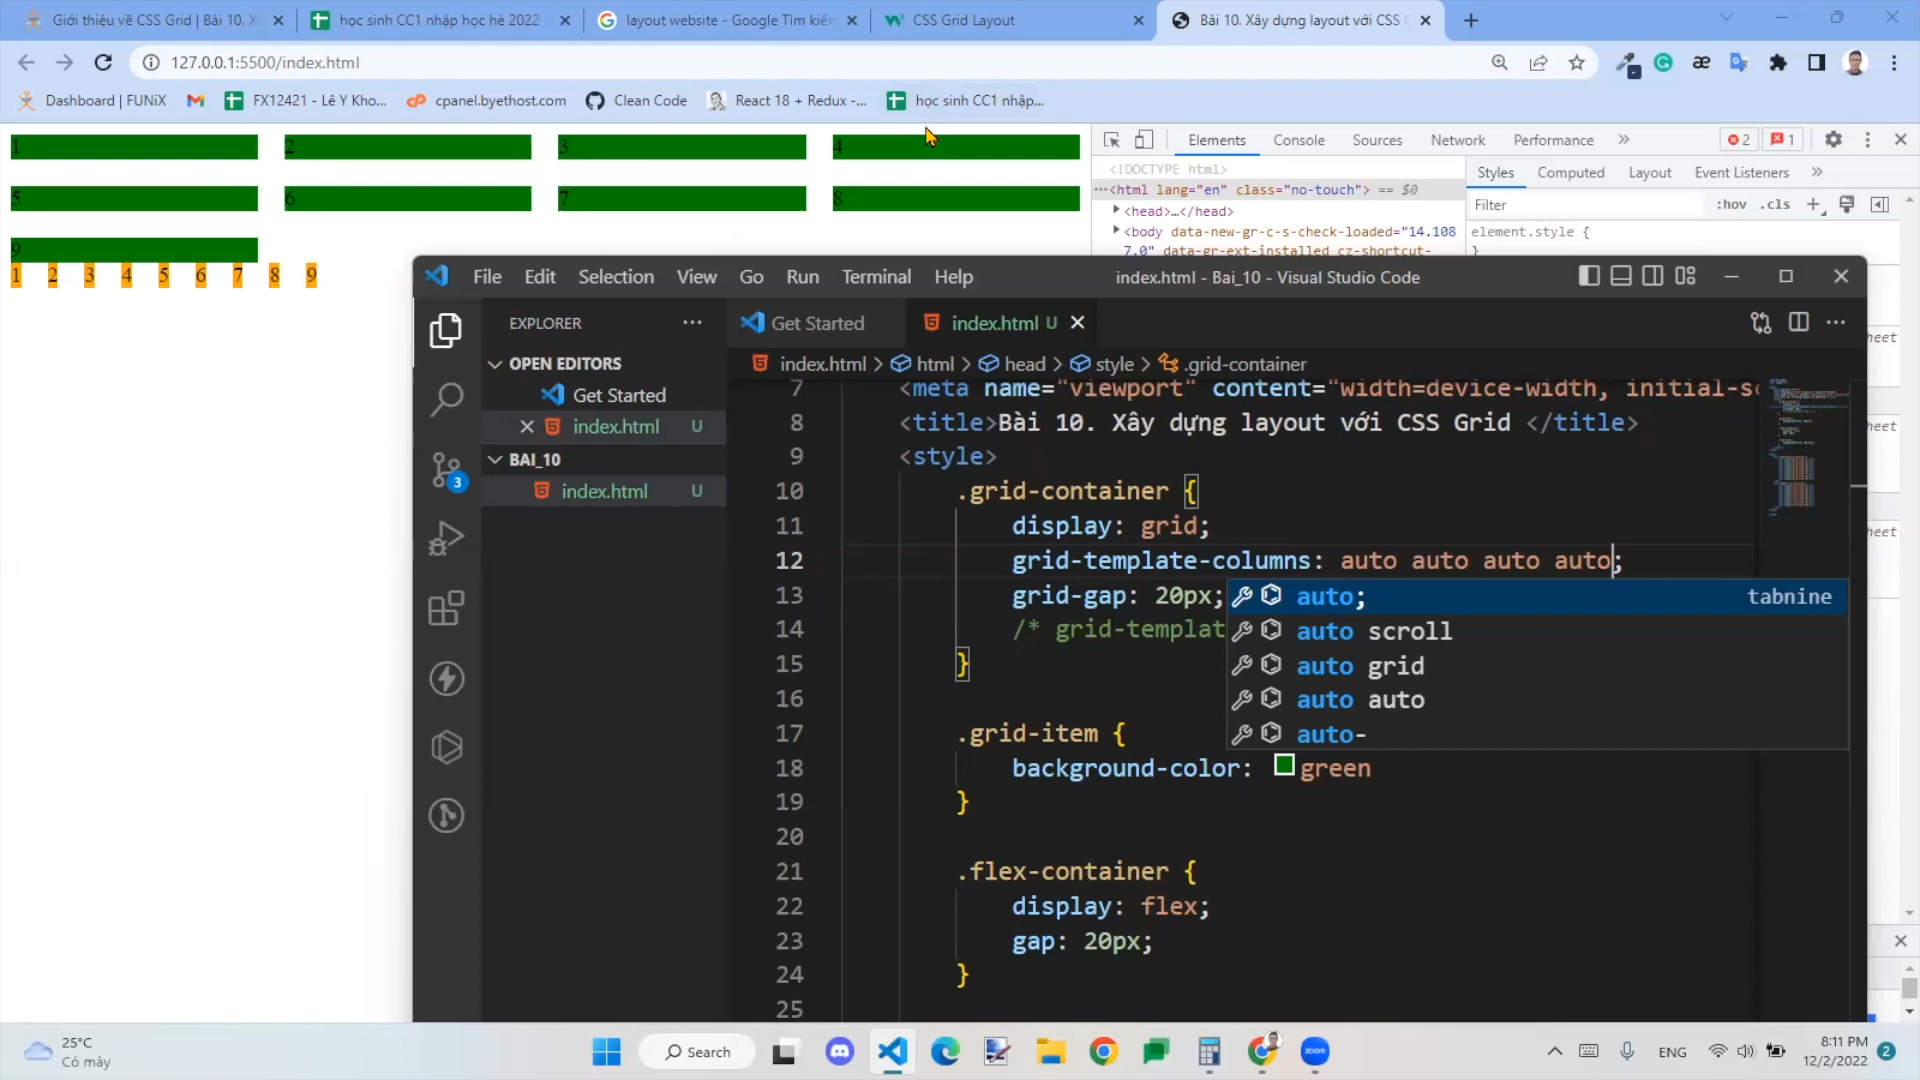 Giới thiệu về CSS Grid | Bài 10. X
học sinh CC1 nhập học hè 2022
layout website - Google Tìm kiế
CSS Grid Layout
Bài 10. Xây dựng layout với CSS
127.0.0.1:5500/index.html
Dashboard | FUNiX
FX12421 - Lê Y Kho...
cpanel.byethost.com
Clean Code
React 18 + Redux -...
học sinh CC1 nhập...
1 2 3 4
5 6 7 8
9
1 2 3 4 5 6 7 8 9
Elements Console Sources Network Performance » 2 1
<!DOCTYPE html>
<html lang="en" class="no-touch"> == $0
<head>…</head>
<body data-new-gr-c-s-check-loaded="14.108
7.0" data-gr-ext-installed cz-shortcut-
Styles Computed Layout Event Listeners »
Filter :hov .cls +
element.style {
}
heet
heet
heet
File Edit Selection View Go Run Terminal Help
index.html - Bai_10 - Visual Studio Code
EXPLORER ...
OPEN EDITORS
Get Started
index.html U
BAI_10
index.html U
3
Get Started
index.html U
index.html > html > head > style > .grid-container
7 <meta name="viewport" content="width=device-width, initial-sc
8 <title>Bài 10. Xây dựng layout với CSS Grid </title>
9 <style>
10 .grid-container {
11 display: grid;
12 grid-template-columns: auto auto auto auto;
13 grid-gap: 20px;
14 /* grid-templat
15 }
16
17 .grid-item {
18 background-color: green
19 }
20
21 .flex-container {
22 display: flex;
23 gap: 20px;
24 }
25
auto; tabnine
auto scroll
auto grid
auto auto
auto-
25°C
Có mây
Search
zoom
ENG
8:11 PM
12/2/2022
2